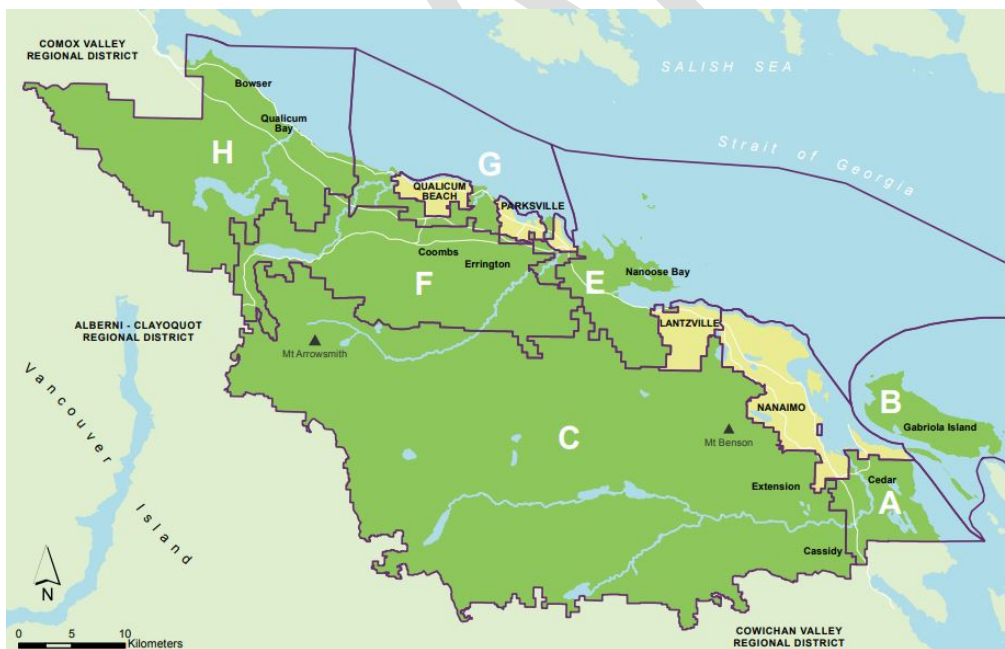 COMOX VALLEY
REGIONAL DISTRICT
SALISH SEA
Bowser
Qualicum
Bay
Strait of Georgia
H
G
QUALICUM
BEACH
PARKSVILLE
Coombs
Errington
F
E
Nanoose Bay
ALBERNI - CLAYOQUOT
REGIONAL DISTRICT
LANTZVILLE
Mt Arrowsmith
Vancouver
Island
B
NANAIMO
Gabriola Island
C
Mt Benson
Extension
Cedar
A
Cassidy
N
0 5 10
Kilometers
COWICHAN VALLEY
REGIONAL DISTRICT